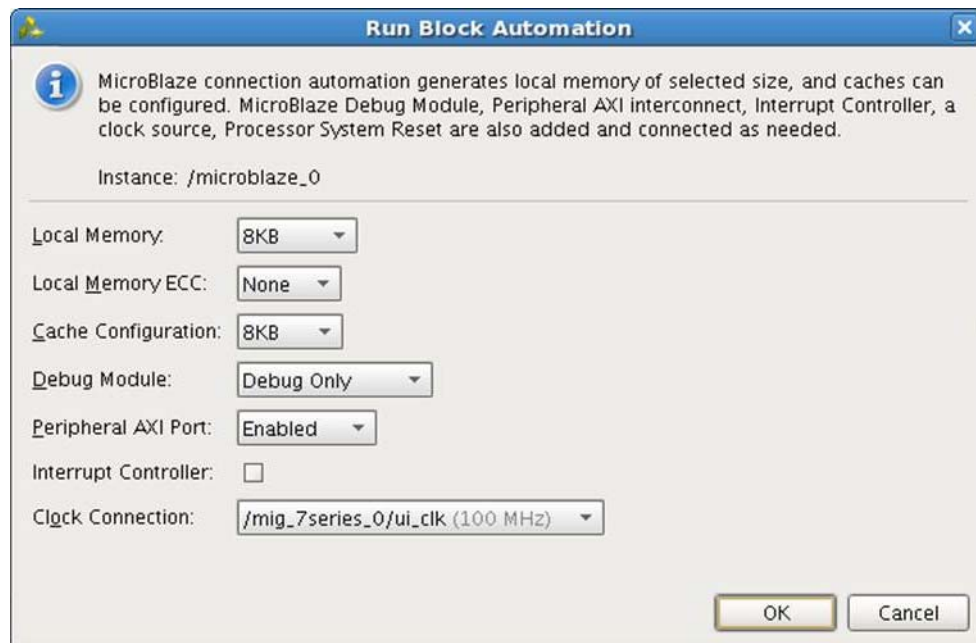 Run Block Automation
MicroBlaze connection automation generates local memory of selected size, and caches can
be configured. MicroBlaze Debug Module, Peripheral AXI interconnect, Interrupt Controller, a
clock source, Processor System Reset are also added and connected as needed.
Instance: /microblaze_0
Local Memory: 8KB
Local Memory ECC: None
Cache Configuration: 8KB
Debug Module: Debug Only
Peripheral AXI Port: Enabled
Interrupt Controller:
Clock Connection: /mig_7series_0/ui_clk (100 MHz)
OK Cancel